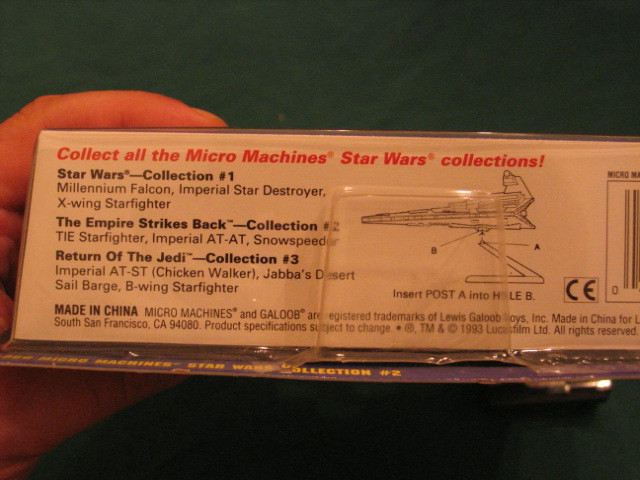 Collect all the Micro Machines® Star Wars® collections!
Star Wars®—Collection #1
Millennium Falcon, Imperial Star Destroyer,
X-wing Starfighter
The Empire Strikes Back™—Collection #2
TIE Starfighter, Imperial AT-AT, Snowspeeder
Return Of The Jedi™—Collection #3
Imperial AT-ST (Chicken Walker), Jabba's Desert
Sail Barge, B-wing Starfighter
B
A
Insert POST A into HOLE B.
CE
MICRO MA
0
MADE IN CHINA MICRO MACHINES® and GALOOB® are registered trademarks of Lewis Galoob Toys, Inc. Made in China for L
South San Francisco, CA 94080. Product specifications subject to change. • ®, TM & © 1993 Lucasfilm Ltd. All rights reserved.
MICRO MACHINES STAR WARS COLLECTION #2